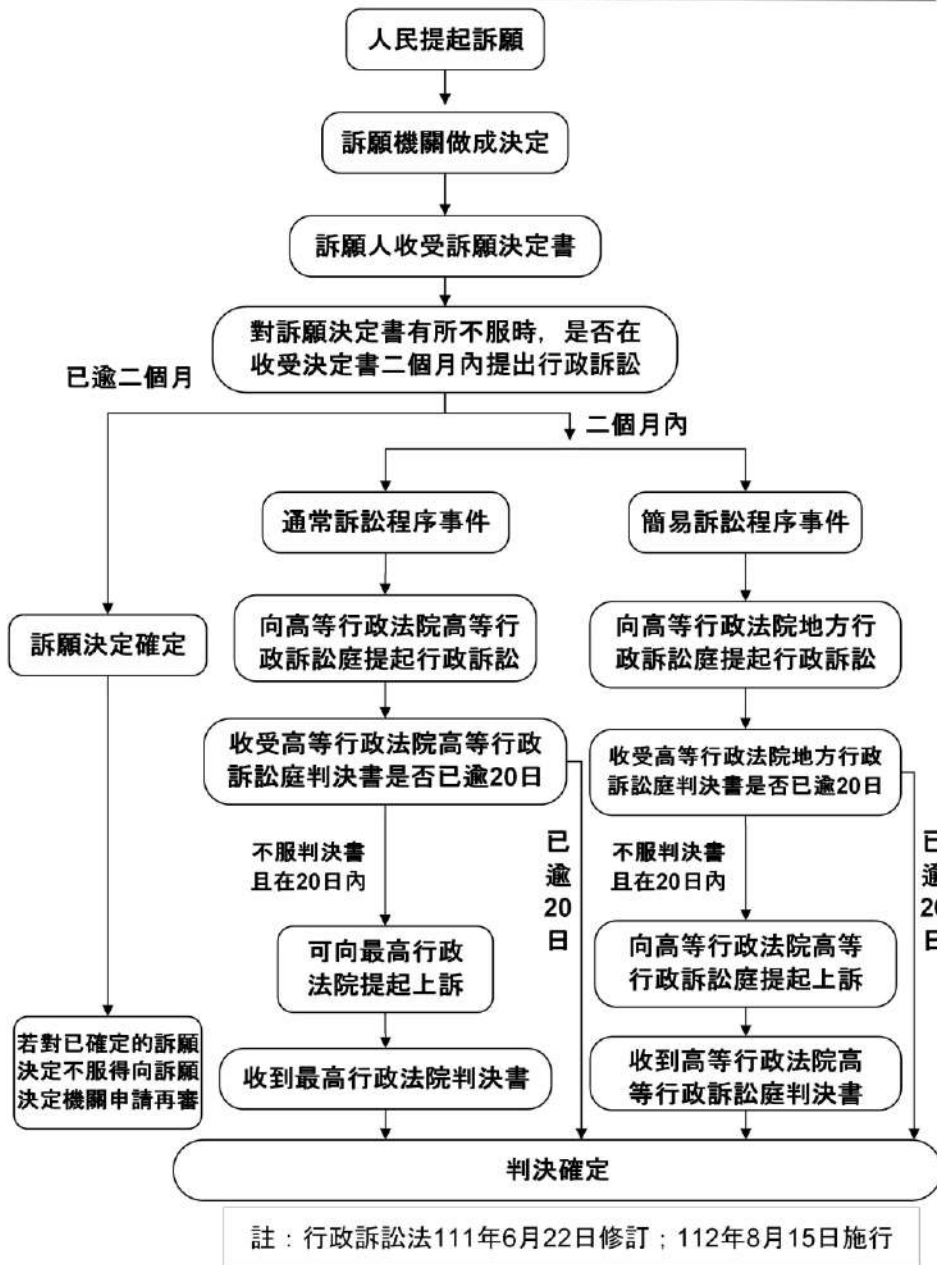 人民提起訴願
訴願機關做成決定
訴願人收受訴願決定書
對訴願決定書有所不服時，是否在
收受決定書二個月內提出行政訴訟
已逾二個月
二個月內
通常訴訟程序事件
簡易訴訟程序事件
訴願決定確定
向高等行政法院高等行
政訴訟庭提起行政訴訟
向高等行政法院地方行
政訴訟庭提起行政訴訟
收受高等行政法院高等行政
訴訟庭判決書是否已逾20日
收受高等行政法院地方行政
訴訟庭判決書是否已逾20日
不服判決書
且在20日內
已
逾
20
日
不服判決書
且在20日內
已
逾
20
日
可向最高行政
法院提起上訴
向高等行政法院高等
行政訴訟庭提起上訴
若對已確定的訴願
決定不服得向訴願
決定機關申請再審
收到最高行政法院判決書
收到高等行政法院高
等行政訴訟庭判決書
判決確定
註：行政訴訟法111年6月22日修訂；112年8月15日施行